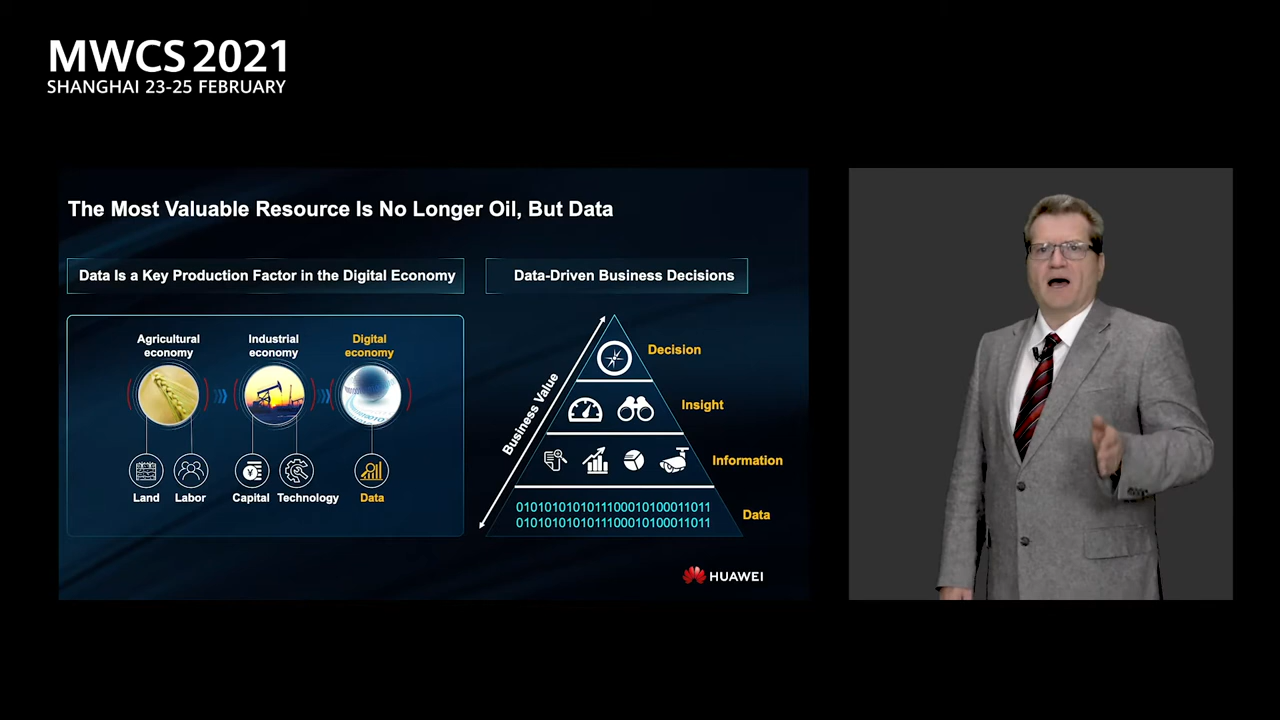 MWCS 2021
SHANGHAI 23-25 FEBRUARY
The Most Valuable Resource Is No Longer Oil, But Data
Data Is a Key Production Factor in the Digital Economy
Agricultural
economy
Industrial
economy
Digital
economy
Land
Labor
Capital
Technology
Data
Data-Driven Business Decisions
Business Value
Decision
Insight
Information
0101010101011100010100011011
0101010101011100010100011011
Data
HUAWEI